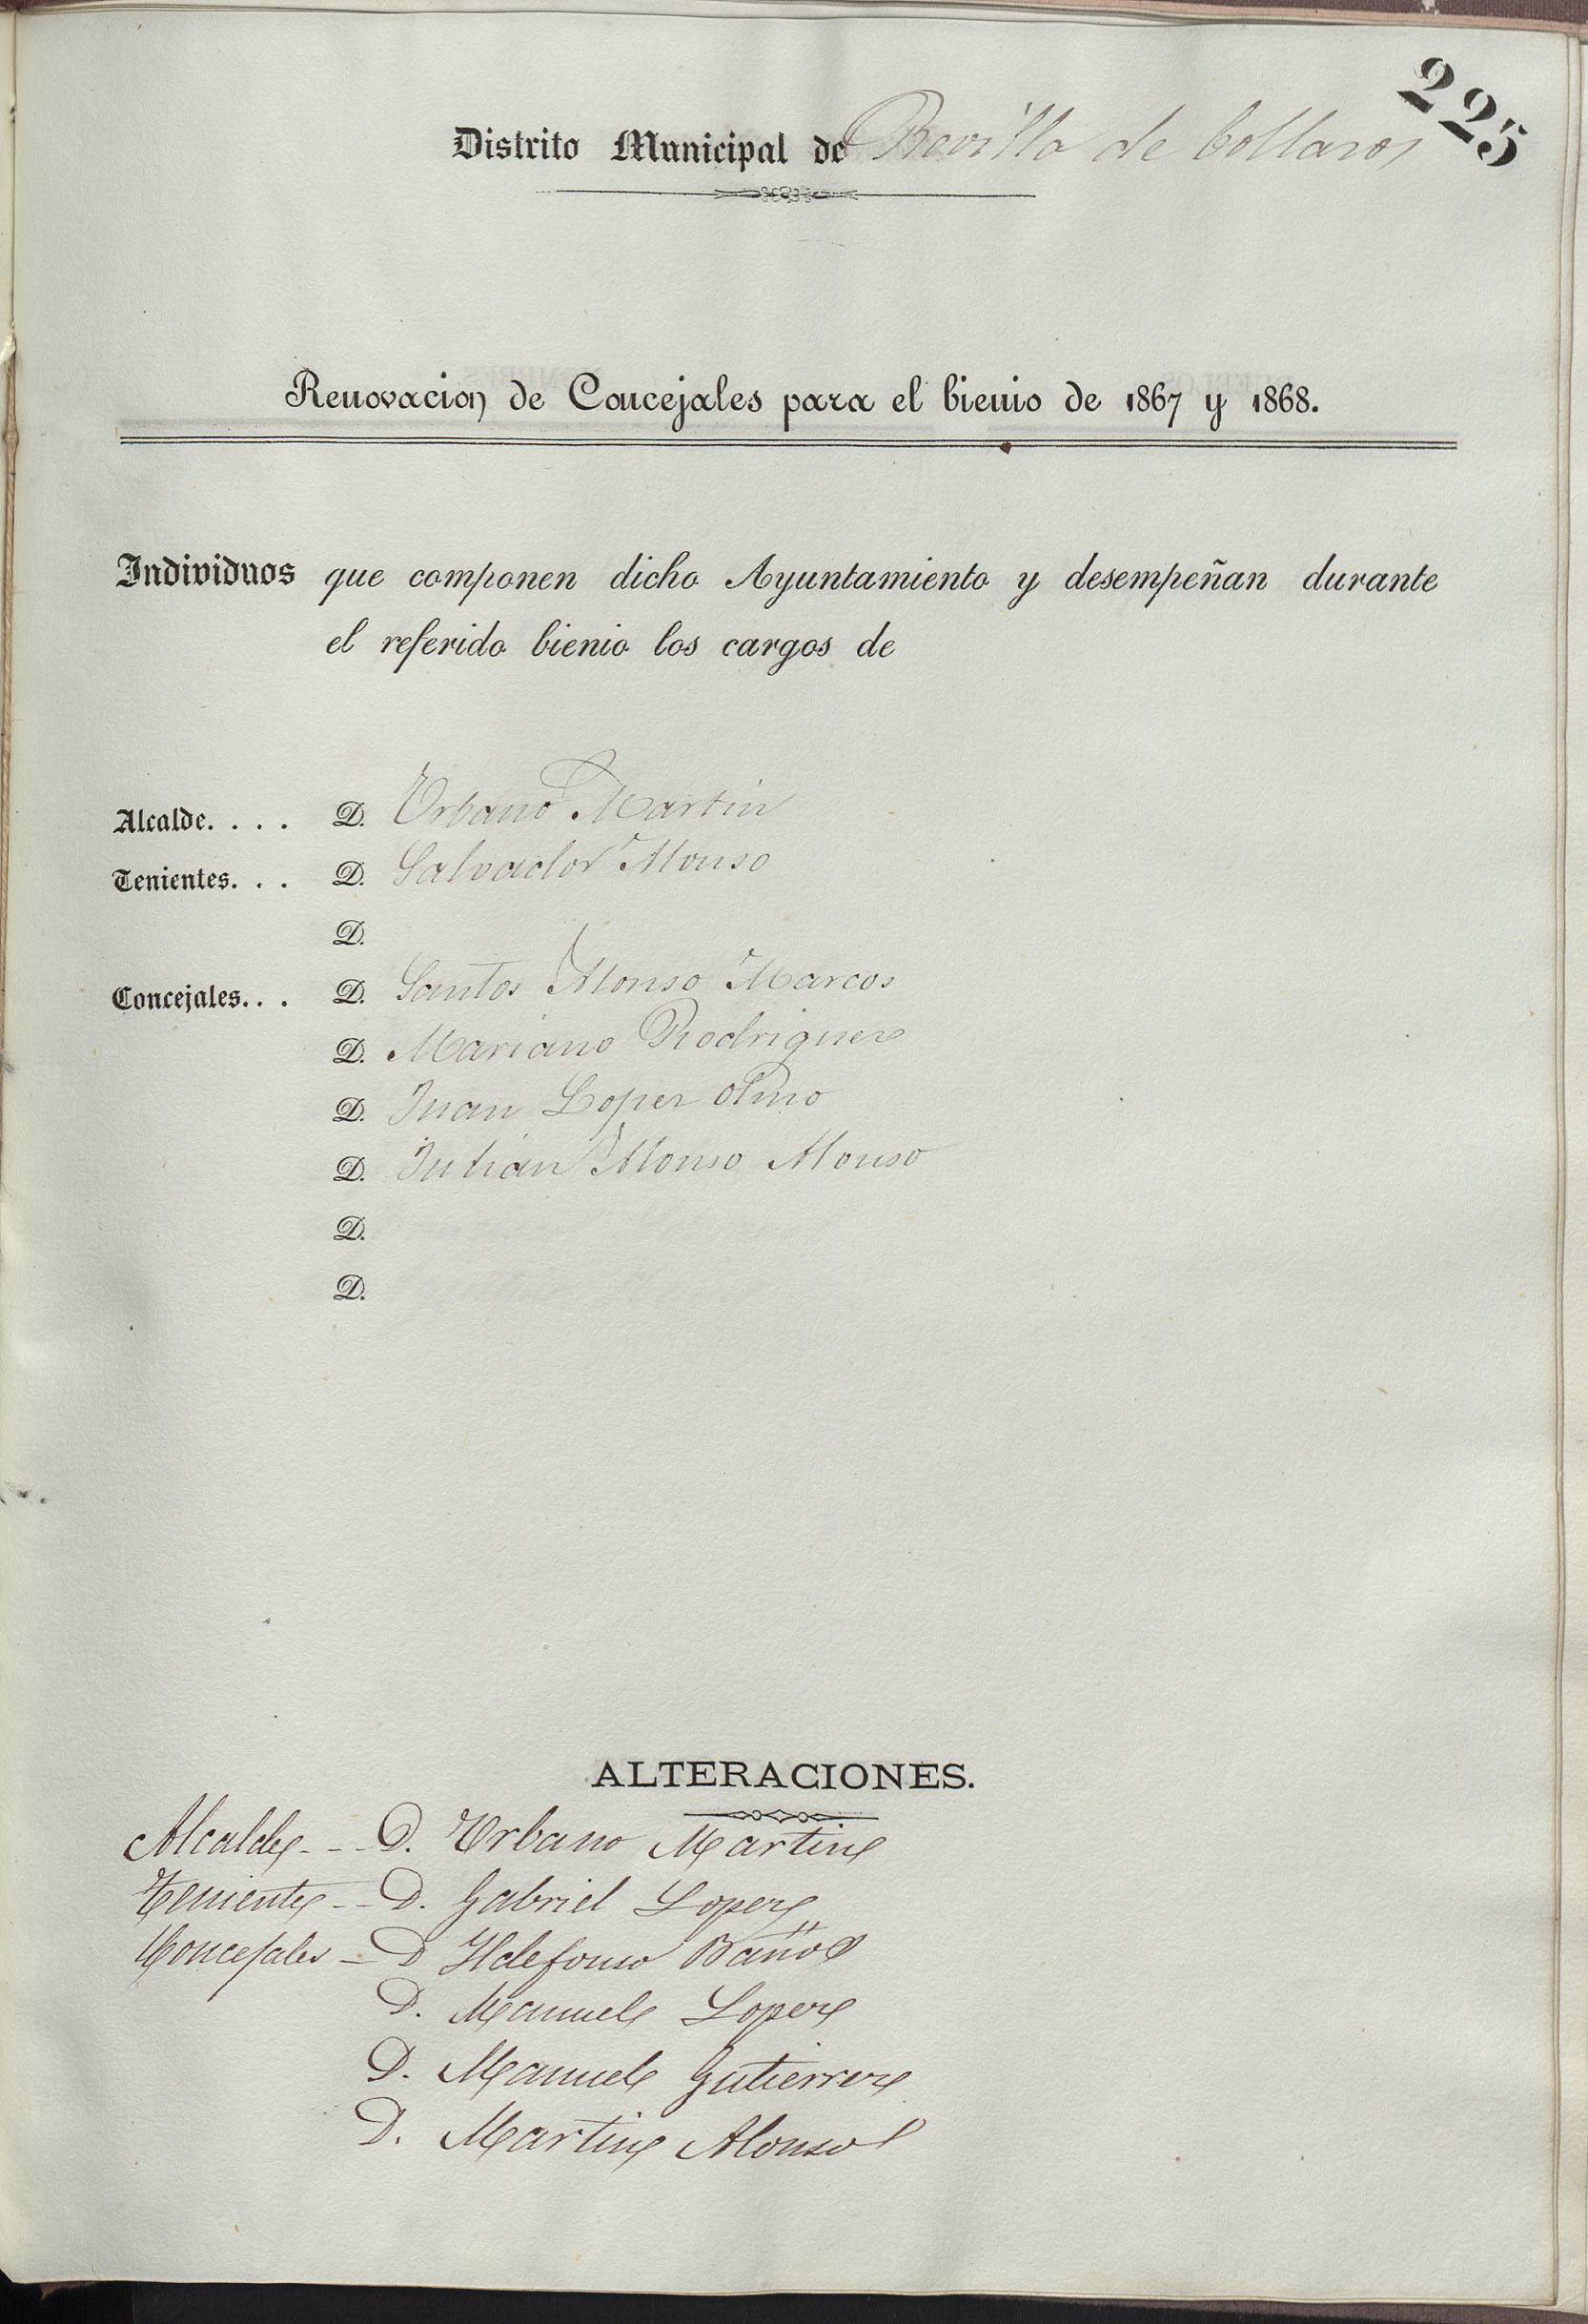 225
Distrito Municipal de Revilla de Collazos
Renovacion de Concejales para el bienio de 1867 y 1868.
Individuos que componen dicho Ayuntamiento y desempeñan durante
el referido bienio los cargos de
Alcalde. . . . D. Urbano Martin
Tenientes. . . D. Salvador Alonso
D.
Concejales. . . D. Santos Alonso Marcos
D. Mariano Rodriguez
D. Juan Lopez Olmo
D. Julián Alonso Alonso
D.
D.
ALTERACIONES.
Alcalde - - - D. Urbano Martin
Teniente - - D. Gabriel Lopez
Concejales - D Ildefonso Baños
D. Manuel Lopez
D. Manuel Gutierrez
D. Martin Alonso